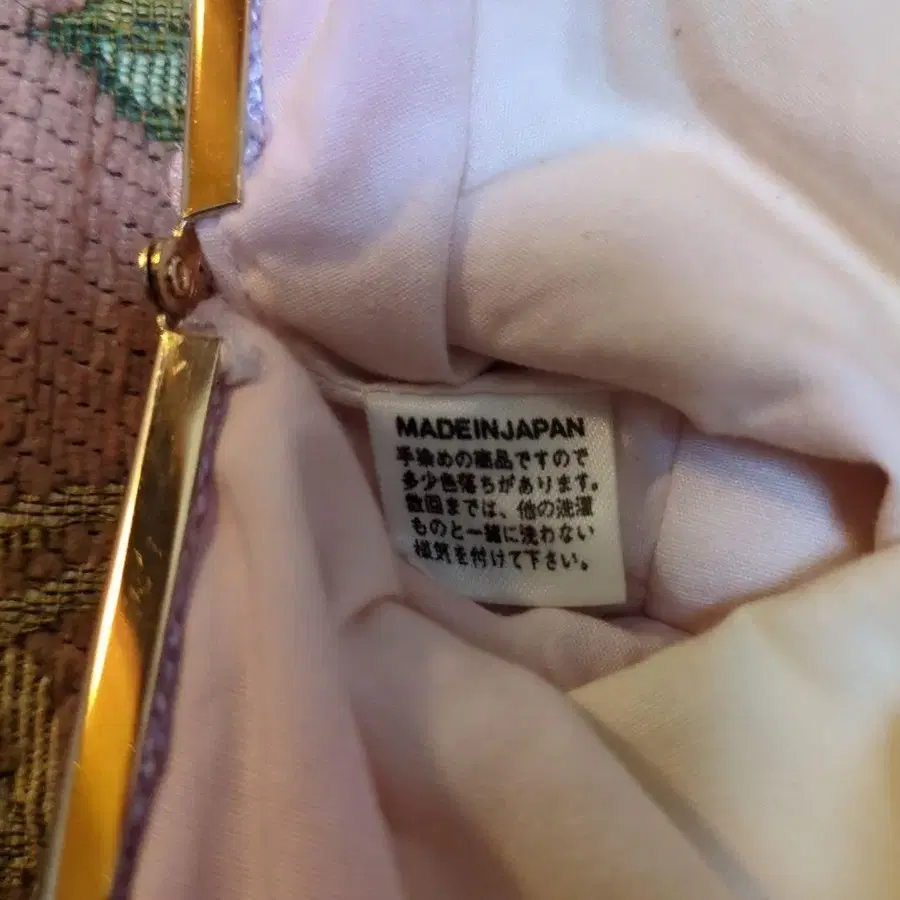 MADEINJAPAN
手染めの商品ですので
多少色落ちがあります。
数回までは、他の洗濯
ものと一緒に洗わない
様気を付けて下さい。